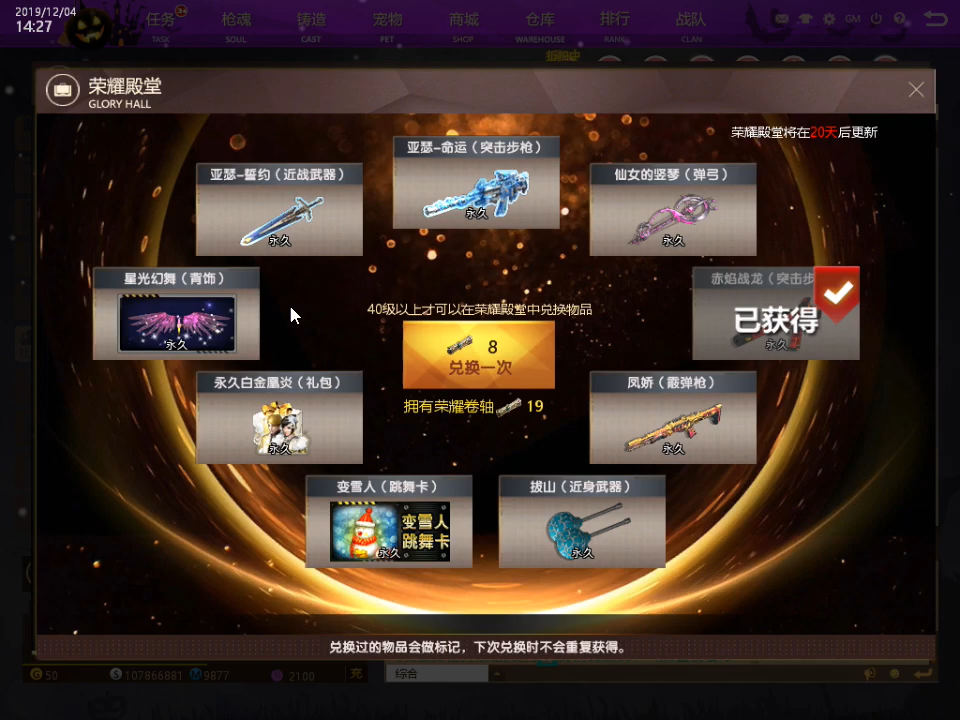 2019/12/04
14:27
任务 2
TASK
枪魂
SOUL
铸造
CAST
宠物
PET
商城
SHOP
仓库
WAREHOUSE
排行
RANK
战队
CLAN
GM
荣耀殿堂
GLORY HALL
荣耀殿堂将在20天后更新
亚瑟-命运（突击步枪）
永久
亚瑟-誓约（近战武器）
永久
仙女的竖琴（弹弓）
永久
星光幻舞（背饰）
永久
赤焰战龙（突击步
已获得
永久
40级以上才可以在荣耀殿堂中兑换物品
8
兑换一次
拥有荣耀卷轴 19
永久白金凰炎（礼包）
永久
凤娇（霰弹枪）
永久
变雪人（跳舞卡）
变雪人
跳舞卡
永久
拔山（近身武器）
永久
兑换过的物品会做标记，下次兑换时不会重复获得。
G 50
S 107866881
M 9877
2100
充
综合